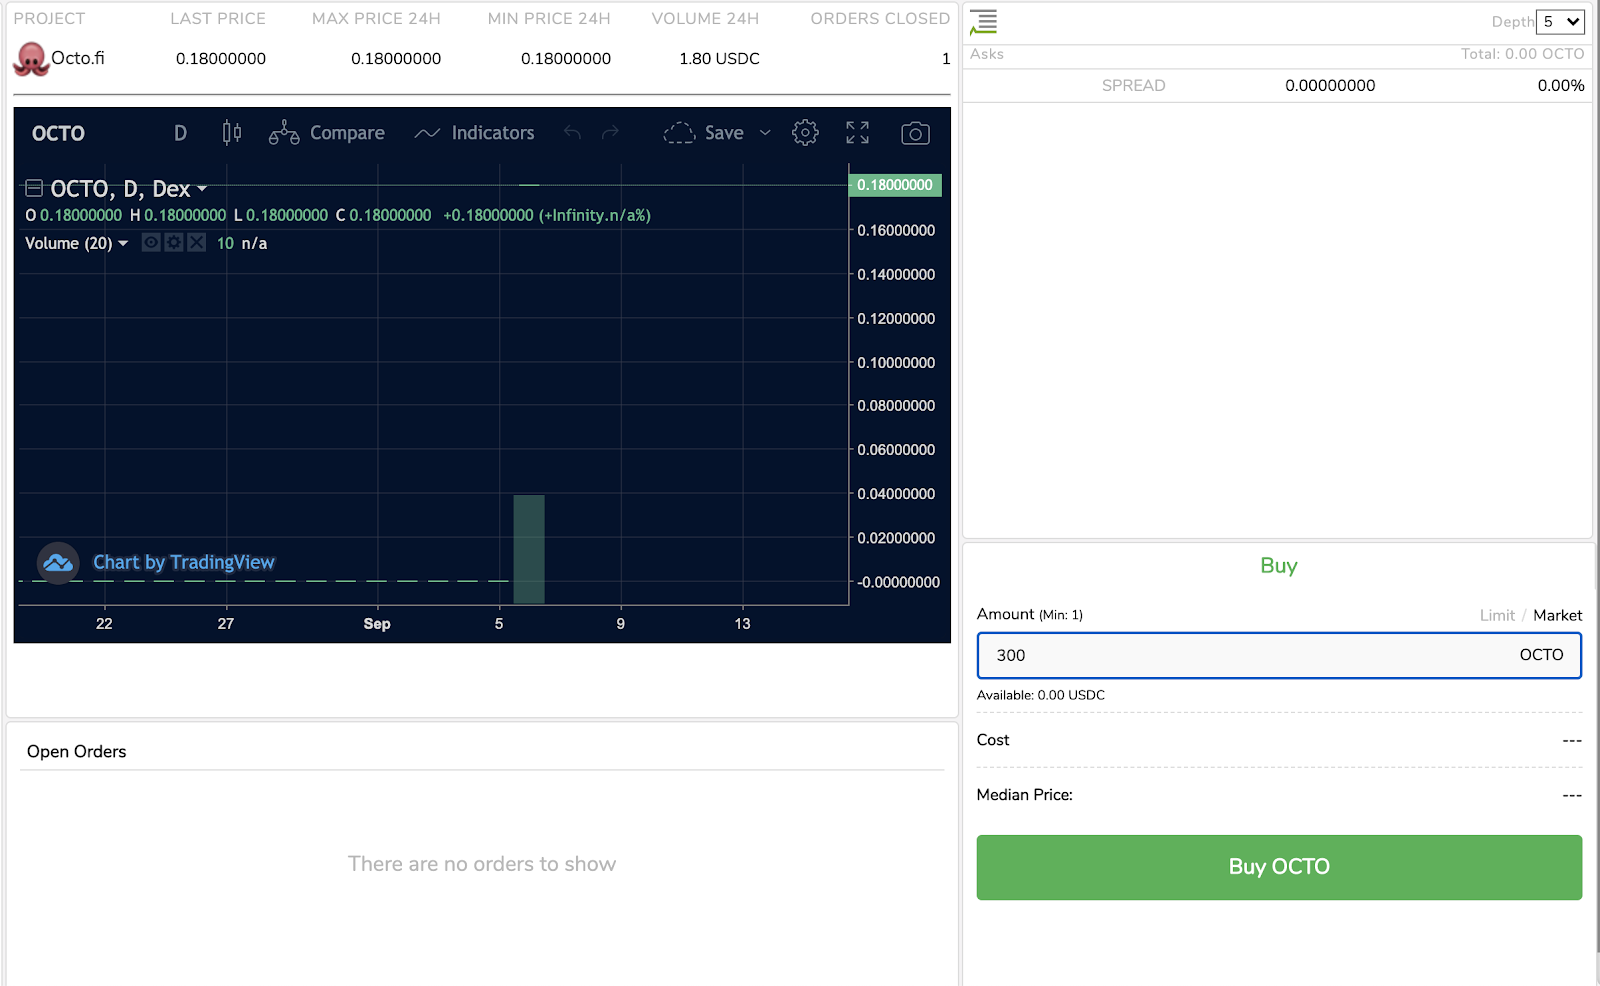 PROJECT LAST PRICE MAX PRICE 24H MIN PRICE 24H VOLUME 24H ORDERS CLOSED
Octo.fi 0.18000000 0.18000000 0.18000000 1.80 USDC 1
OCTO D Compare Indicators Save
OCTO, D, Dex
O 0.18000000 H 0.18000000 L 0.18000000 C 0.18000000 +0.18000000 (+Infinity.n/a%)
Volume (20) 10 n/a
0.18000000
0.16000000
0.14000000
0.12000000
0.10000000
0.08000000
0.06000000
0.04000000
0.02000000
-0.00000000
Chart by TradingView
22 27 Sep 5 9 13
Open Orders
There are no orders to show
Depth 5
Asks Total: 0.00 OCTO
SPREAD 0.00000000 0.00%
Buy
Amount (Min: 1) Limit / Market
300 OCTO
Available: 0.00 USDC
Cost ---
Median Price: ---
Buy OCTO